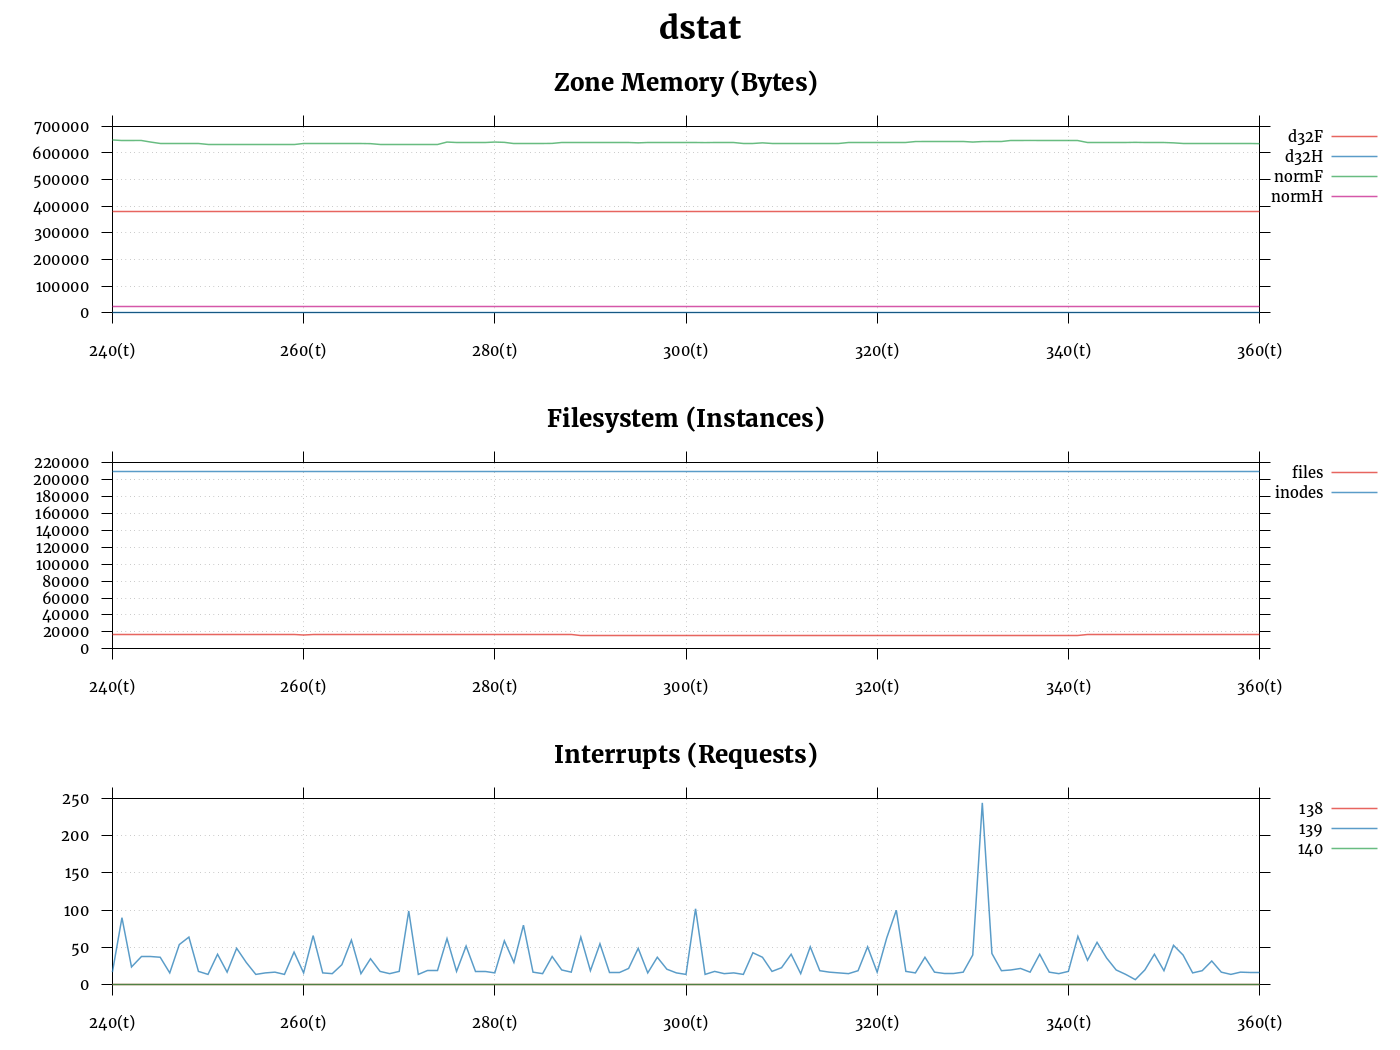 dstat
Zone Memory (Bytes)
700000
600000
500000
400000
300000
200000
100000
0
240(t) 260(t) 280(t) 300(t) 320(t) 340(t) 360(t)
d32F
d32H
normF
normH
Filesystem (Instances)
220000
200000
180000
160000
140000
120000
100000
80000
60000
40000
20000
0
240(t) 260(t) 280(t) 300(t) 320(t) 340(t) 360(t)
files
inodes
Interrupts (Requests)
250
200
150
100
50
0
240(t) 260(t) 280(t) 300(t) 320(t) 340(t) 360(t)
138
139
140